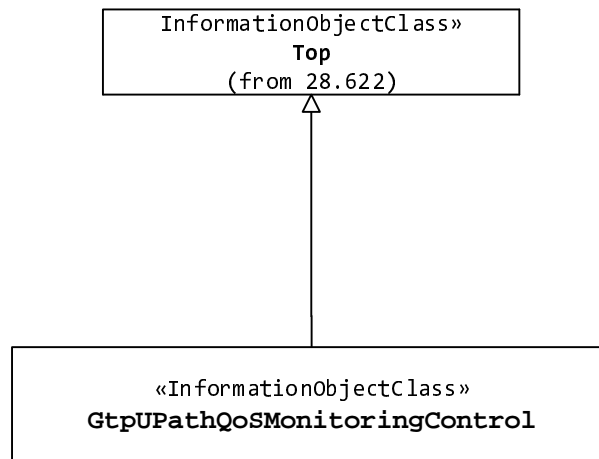 InformationObjectClass»
Top
(from 28.622)
«InformationObjectClass»
GtpUPathQoSMonitoringControl